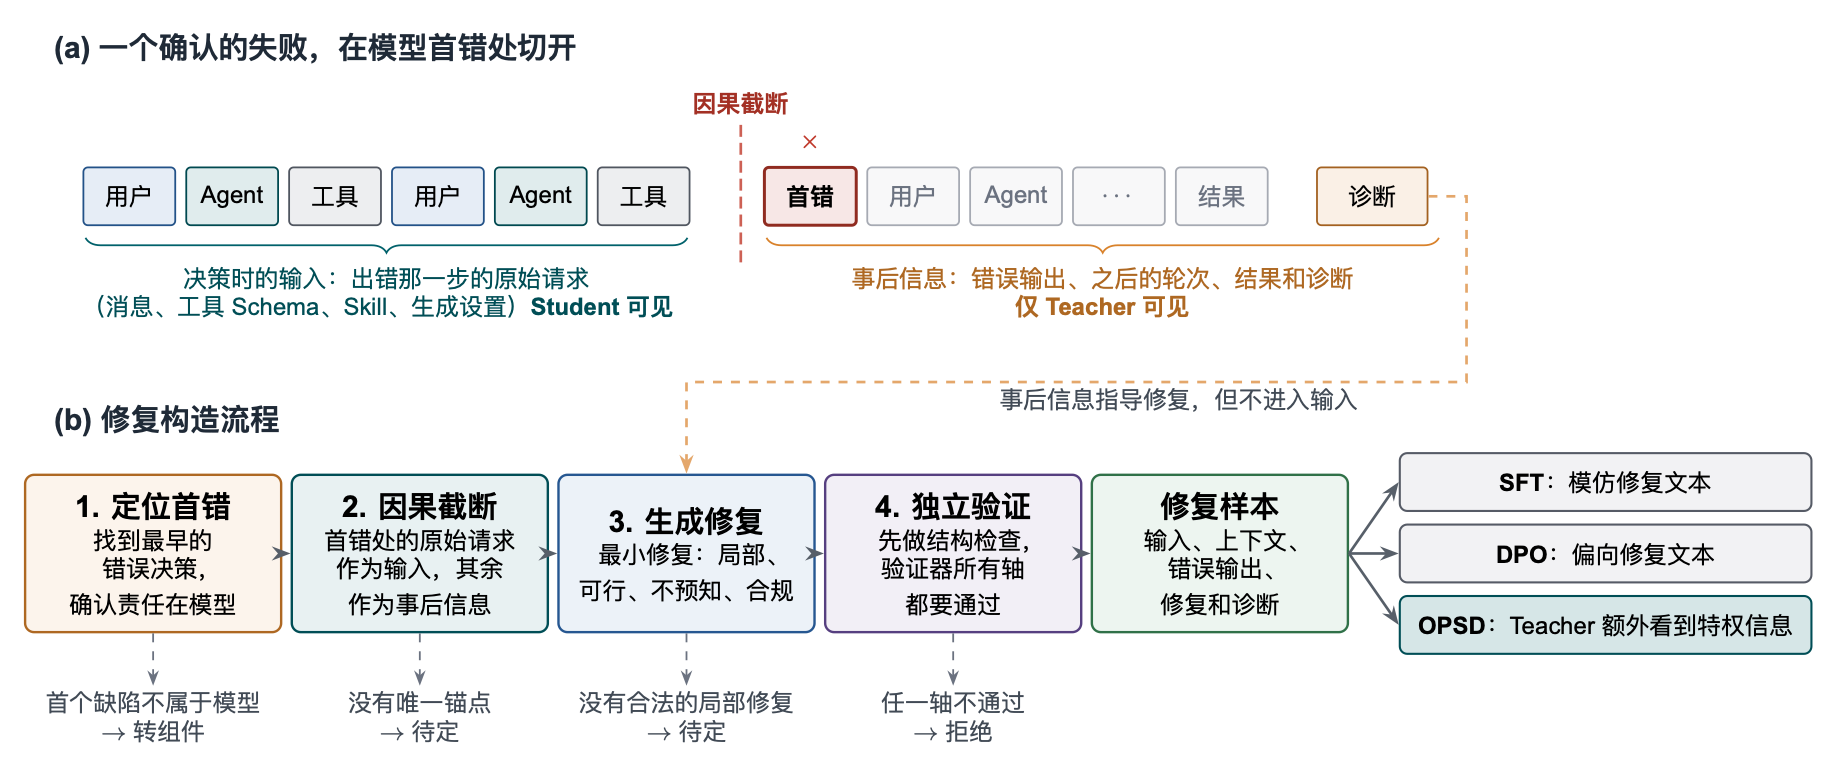 (a) 一个确认的失败，在模型首错处切开
因果截断
×
用户 Agent 工具 用户 Agent 工具 首错 用户 Agent ··· 结果 诊断
决策时的输入：出错那一步的原始请求
（消息、工具 Schema、Skill、生成设置）Student 可见
事后信息：错误输出、之后的轮次、结果和诊断
仅 Teacher 可见
事后信息指导修复，但不进入输入
(b) 修复构造流程
1. 定位首错
找到最早的
错误决策，
确认责任在模型
2. 因果截断
首错处的原始请求
作为输入，其余
作为事后信息
3. 生成修复
最小修复：局部、
可行、不预知、合规
4. 独立验证
先做结构检查，
验证器所有轴
都要通过
修复样本
输入、上下文、
错误输出、
修复和诊断
SFT：模仿修复文本
DPO：偏向修复文本
OPSD：Teacher 额外看到特权信息
首个缺陷不属于模型
→ 转组件
没有唯一锚点
→ 待定
没有合法的局部修复
→ 待定
任一轴不通过
→ 拒绝